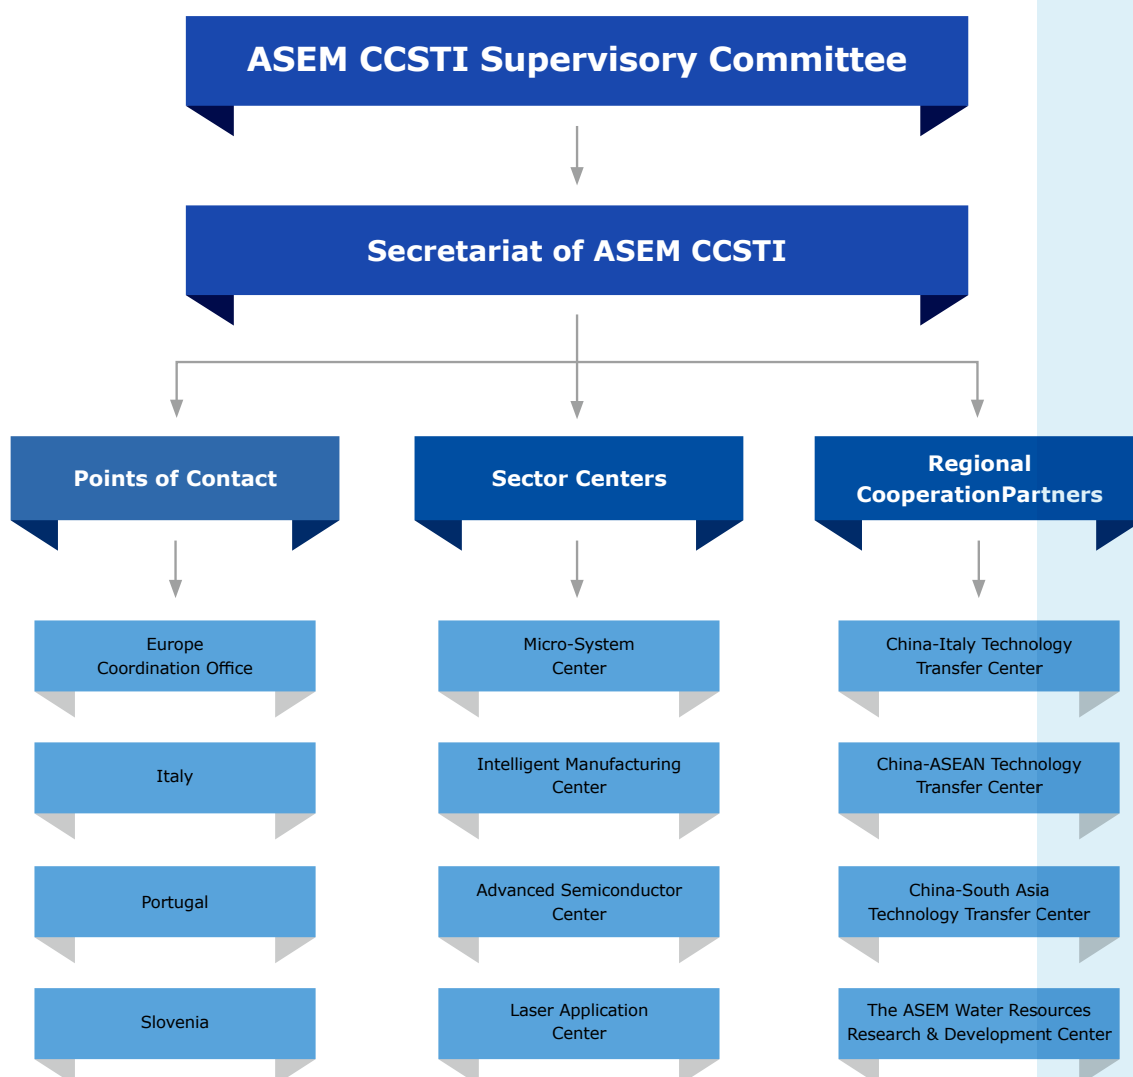 ASEM CCSTI Supervisory Committee
Secretariat of ASEM CCSTI
Points of Contact
Sector Centers
Regional
CooperationPartners
Europe
Coordination Office
Micro-System
Center
China-Italy Technology
Transfer Center
Italy
Intelligent Manufacturing
Center
China-ASEAN Technology
Transfer Center
Portugal
Advanced Semiconductor
Center
China-South Asia
Technology Transfer Center
Slovenia
Laser Application
Center
The ASEM Water Resources
Research & Development Center